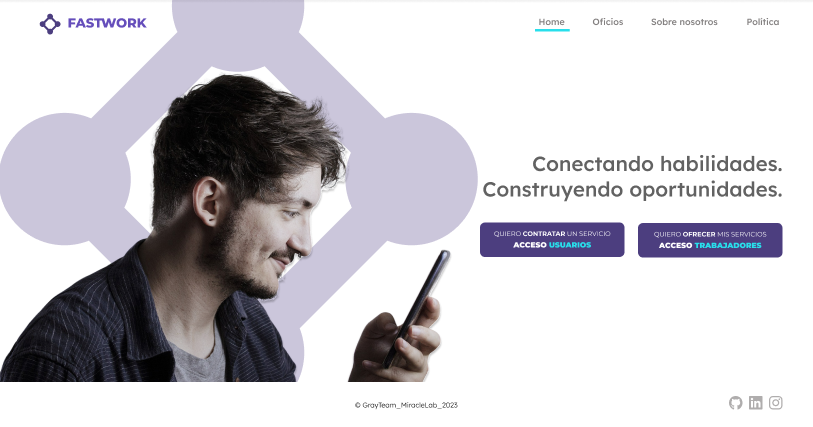 FASTWORK
Home
Oficios
Sobre nosotros
Política
Conectando habilidades.
Construyendo oportunidades.
QUIERO CONTRATAR UN SERVICIO
ACCESO USUARIOS
QUIERO OFRECER MIS SERVICIOS
ACCESO TRABAJADORES
© GrayTeam_MiracleLab_2023
in